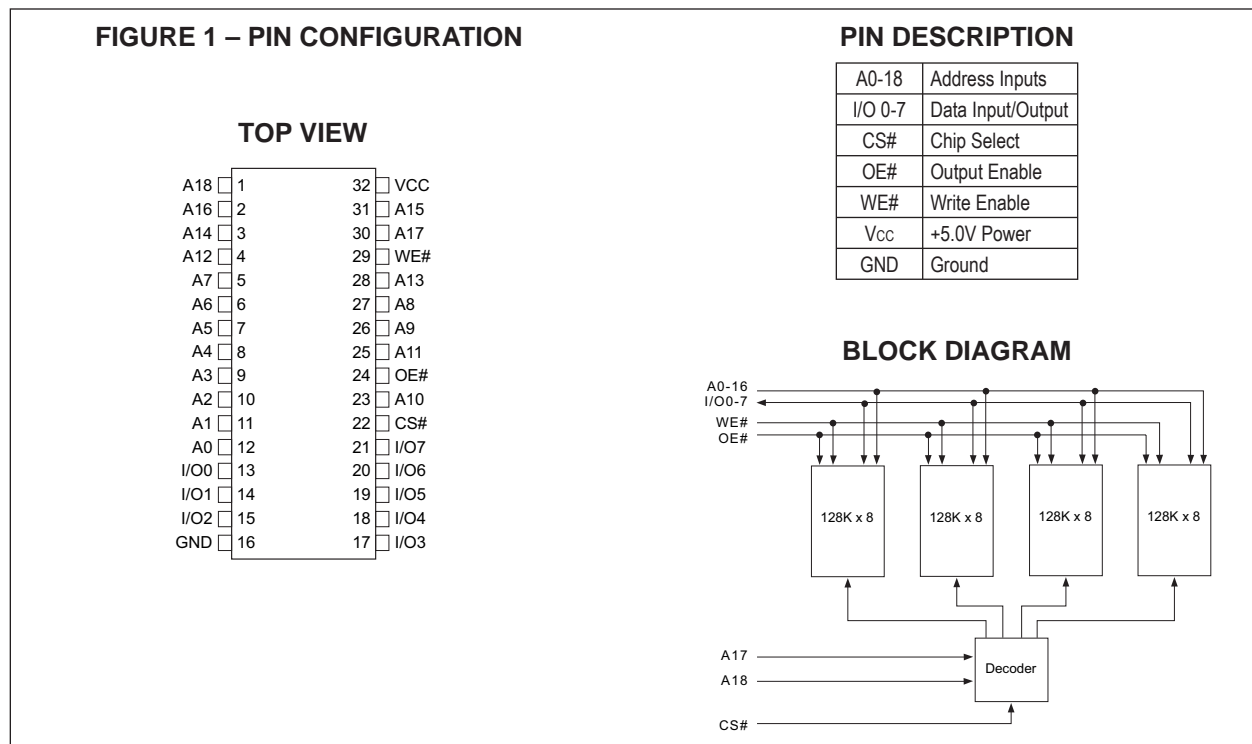 FIGURE 1 – PIN CONFIGURATION
TOP VIEW
A18 1 32 VCC
A16 2 31 A15
A14 3 30 A17
A12 4 29 WE#
A7 5 28 A13
A6 6 27 A8
A5 7 26 A9
A4 8 25 A11
A3 9 24 OE#
A2 10 23 A10
A1 11 22 CS#
A0 12 21 I/O7
I/O0 13 20 I/O6
I/O1 14 19 I/O5
I/O2 15 18 I/O4
GND 16 17 I/O3
PIN DESCRIPTION
A0-18 Address Inputs
I/O 0-7 Data Input/Output
CS# Chip Select
OE# Output Enable
WE# Write Enable
VCC +5.0V Power
GND Ground
BLOCK DIAGRAM
A0-16
I/O0-7
WE#
OE#
128K x 8 128K x 8 128K x 8 128K x 8
A17
Decoder
A18
CS#